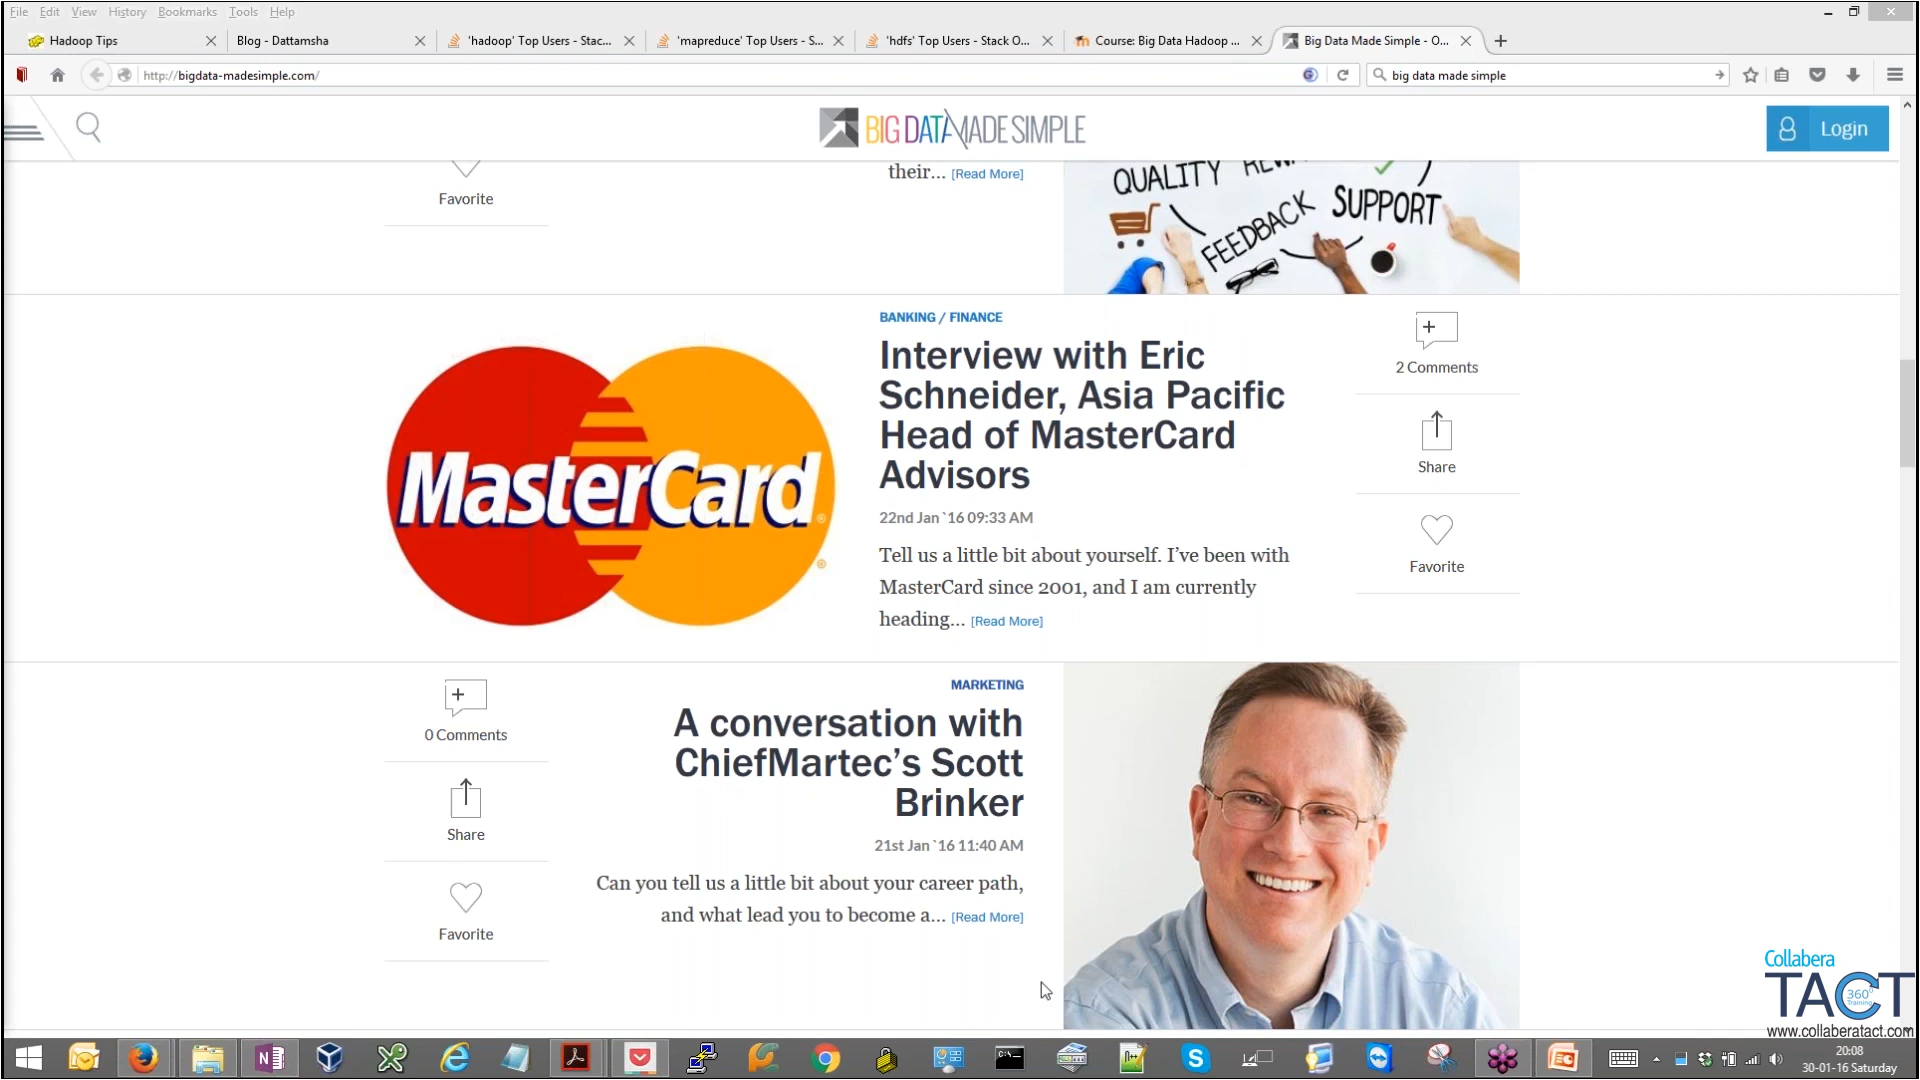 File Edit View History Bookmarks Tools Help
Hadoop Tips
Blog - Dattamsha
'hadoop' Top Users - Stac...
'mapreduce' Top Users - S...
'hdfs' Top Users - Stack O...
Course: Big Data Hadoop ...
Big Data Made Simple - O...
http://bigdata-madesimple.com/
big data made simple
BIG DATA MADE SIMPLE
Login
Favorite
their... [Read More]
QUALITY
FEEDBACK
SUPPORT
BANKING / FINANCE
Interview with Eric
Schneider, Asia Pacific
Head of MasterCard
Advisors
22nd Jan `16 09:33 AM
Tell us a little bit about yourself. I’ve been with
MasterCard since 2001, and I am currently
heading... [Read More]
MasterCard
2 Comments
Share
Favorite
0 Comments
Share
Favorite
MARKETING
A conversation with
ChiefMartec’s Scott
Brinker
21st Jan `16 11:40 AM
Can you tell us a little bit about your career path,
and what lead you to become a... [Read More]
Collabera
TACT
360°
Training
www.collaberatact.com
20:08
30-01-16 Saturday